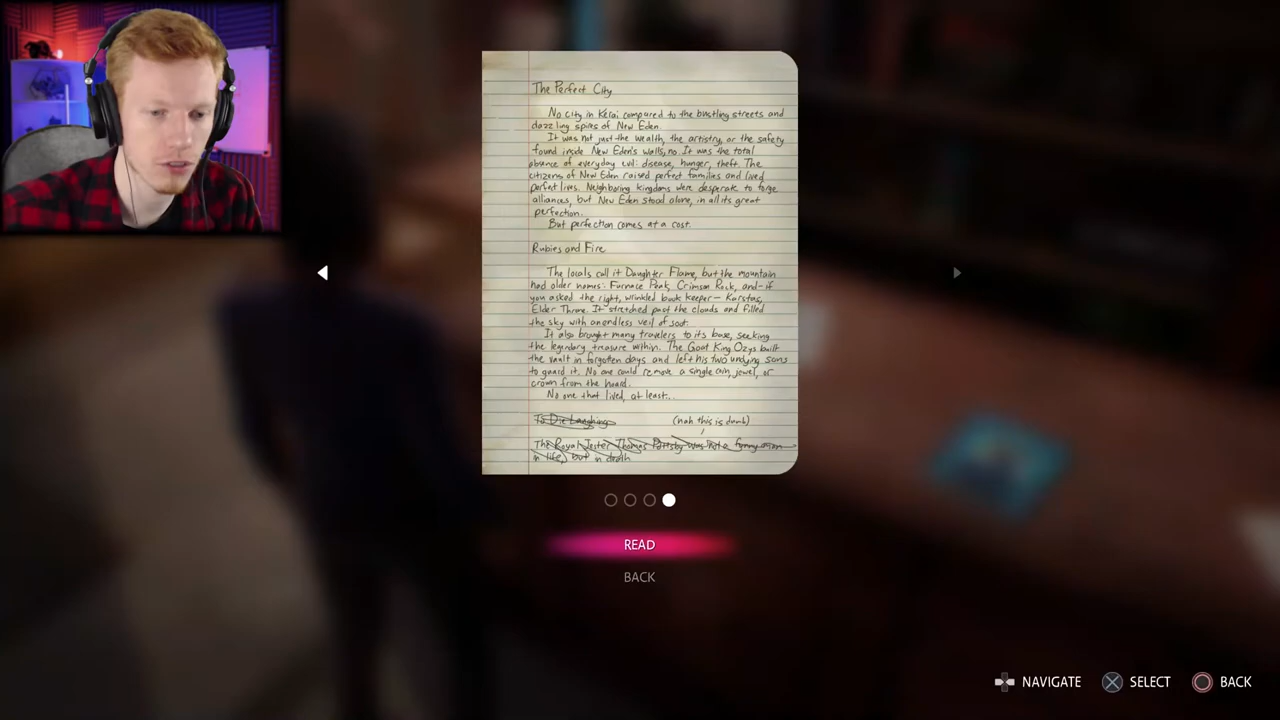 The Perfect City
No city in Kérai compared to the bustling streets and
dazzling spires of New Eden.
It was not just the wealth, the artistry, or the safety
found inside New Eden's walls, no. It was the total
absence of everyday evil: disease, hunger, theft. The
citizens of New Eden raised perfect families and lived
perfect lives. Neighboring kingdoms were desperate to forge
alliances, but New Eden stood alone, in all its great
perfection.
But perfection comes at a cost.
Rubies and Fire
The locals call it Daughter Flame, but the mountain
had older names: Furnace Peak, Crimson Rock, and-if
you asked the right, wrinkled book keeper- Karstas,
Elder Throne. It stretched past the clouds and filled
the sky with an endless veil of soot.
It also brought many travelers to its base, seeking
the legendary treasure within. The Goat King Ozys built
the vault in forgotten days and left his two undying sons
to guard it. No one could remove a single coin, jewel, or
crown from the hoard.
No one that lived, at least...
To Die Laughing (nah this is dumb)
The Royal Jester Thomas was not a funny man
in life, but in death
READ
BACK
NAVIGATE SELECT BACK